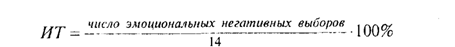 ИТ = число эмоциональных негативных выборов / 14 · 100%